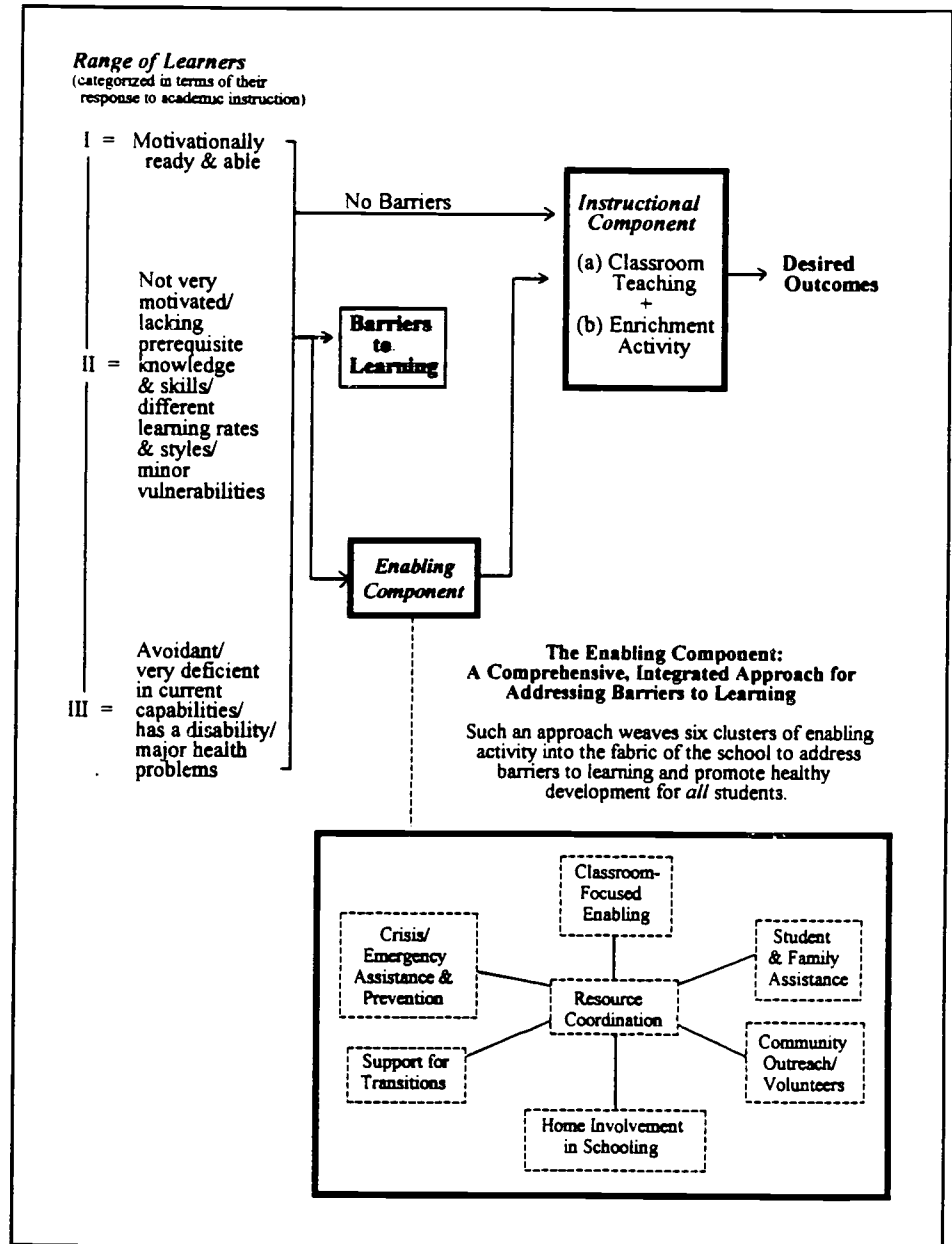 Range of Learners
(categorized in terms of their
response to academic instruction)
I = Motivationally
ready & able
No Barriers
Instructional
Component
(a) Classroom
Teaching
+
(b) Enrichment
Activity
Desired
Outcomes
Not very
motivated/
lacking
prerequisite
II = knowledge
& skills/
different
learning rates
& styles/
minor
vulnerabilities
Barriers
to
Learning
Enabling
Component
Avoidant/
very deficient
in current
capabilities/
III = has a disability/
major health
problems
The Enabling Component:
A Comprehensive, Integrated Approach for
Addressing Barriers to Learning
Such an approach weaves six clusters of enabling
activity into the fabric of the school to address
barriers to learning and promote healthy
development for all students.
Classroom-
Focused
Enabling
Crisis/
Emergency
Assistance &
Prevention
Student
& Family
Assistance
Resource
Coordination
Support for
Transitions
Community
Outreach/
Volunteers
Home Involvement
in Schooling